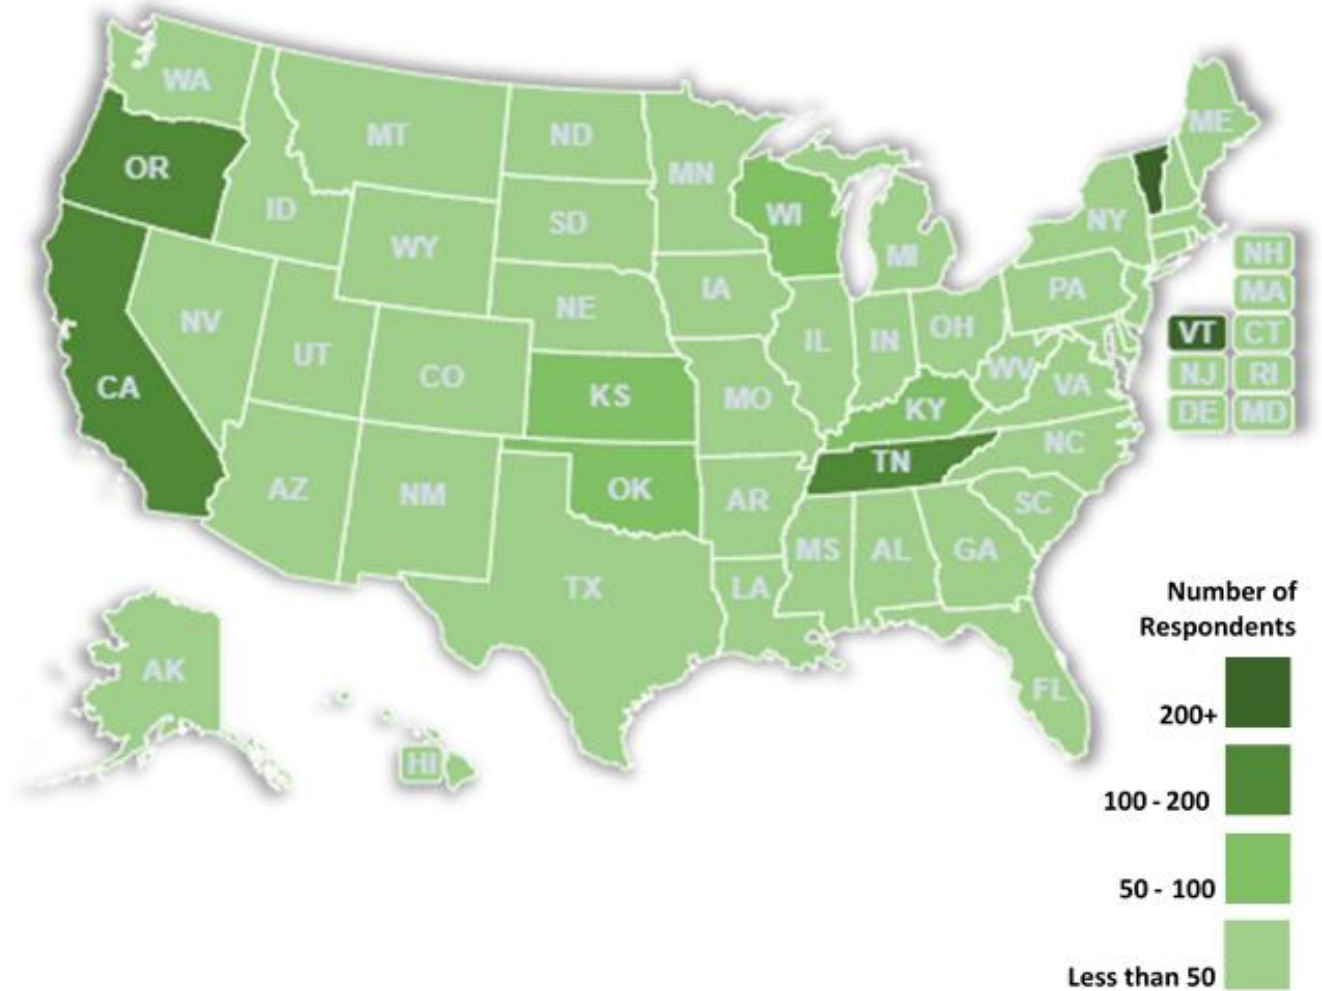 WA
MT
ND
MN
ME
OR
ID
SD
WI
NY
WY
MI
NH
IA
PA
MA
NE
NV
IL
IN
OH
VT
CT
UT
CO
WV
CA
KS
MO
KY
VA
NJ
RI
DE
MD
TN
NC
AZ
NM
OK
AR
SC
MS
AL
GA
TX
LA
AK
FL
HI
Number of
Respondents
200+
100 - 200
50 - 100
Less than 50